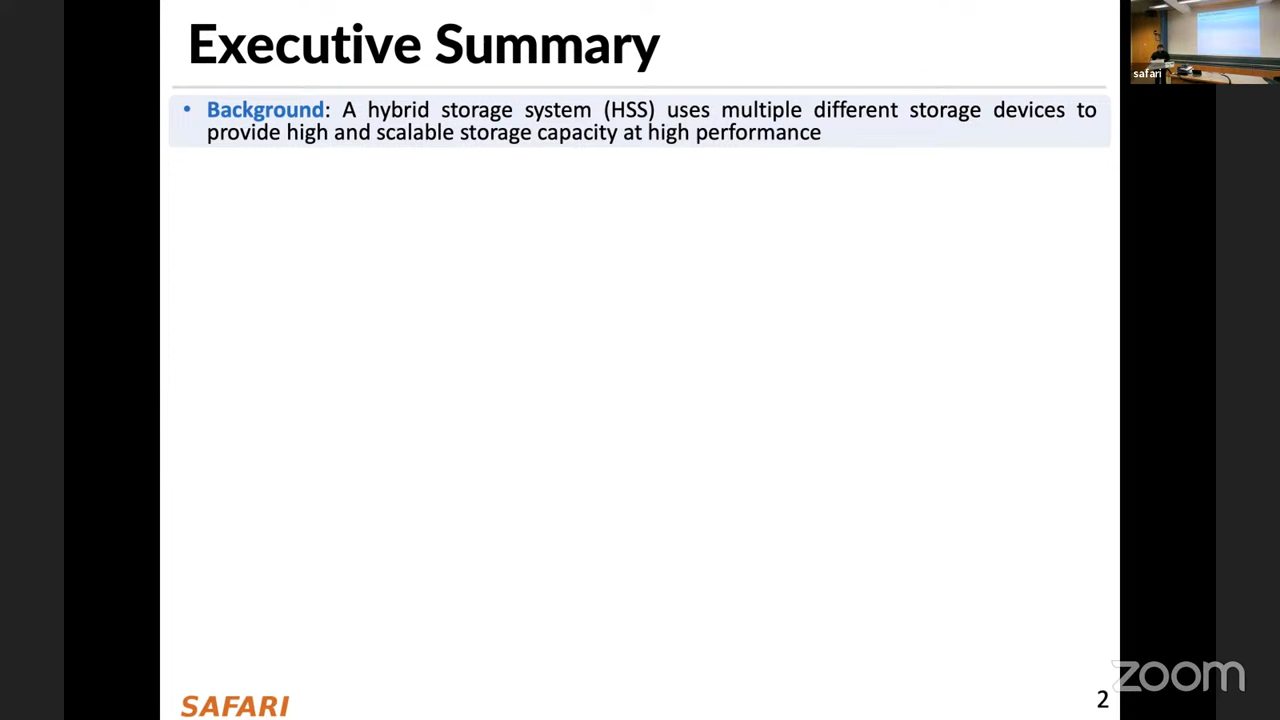 Executive Summary
safari
• Background: A hybrid storage system (HSS) uses multiple different storage devices to
provide high and scalable storage capacity at high performance
SAFARI
2
zoom